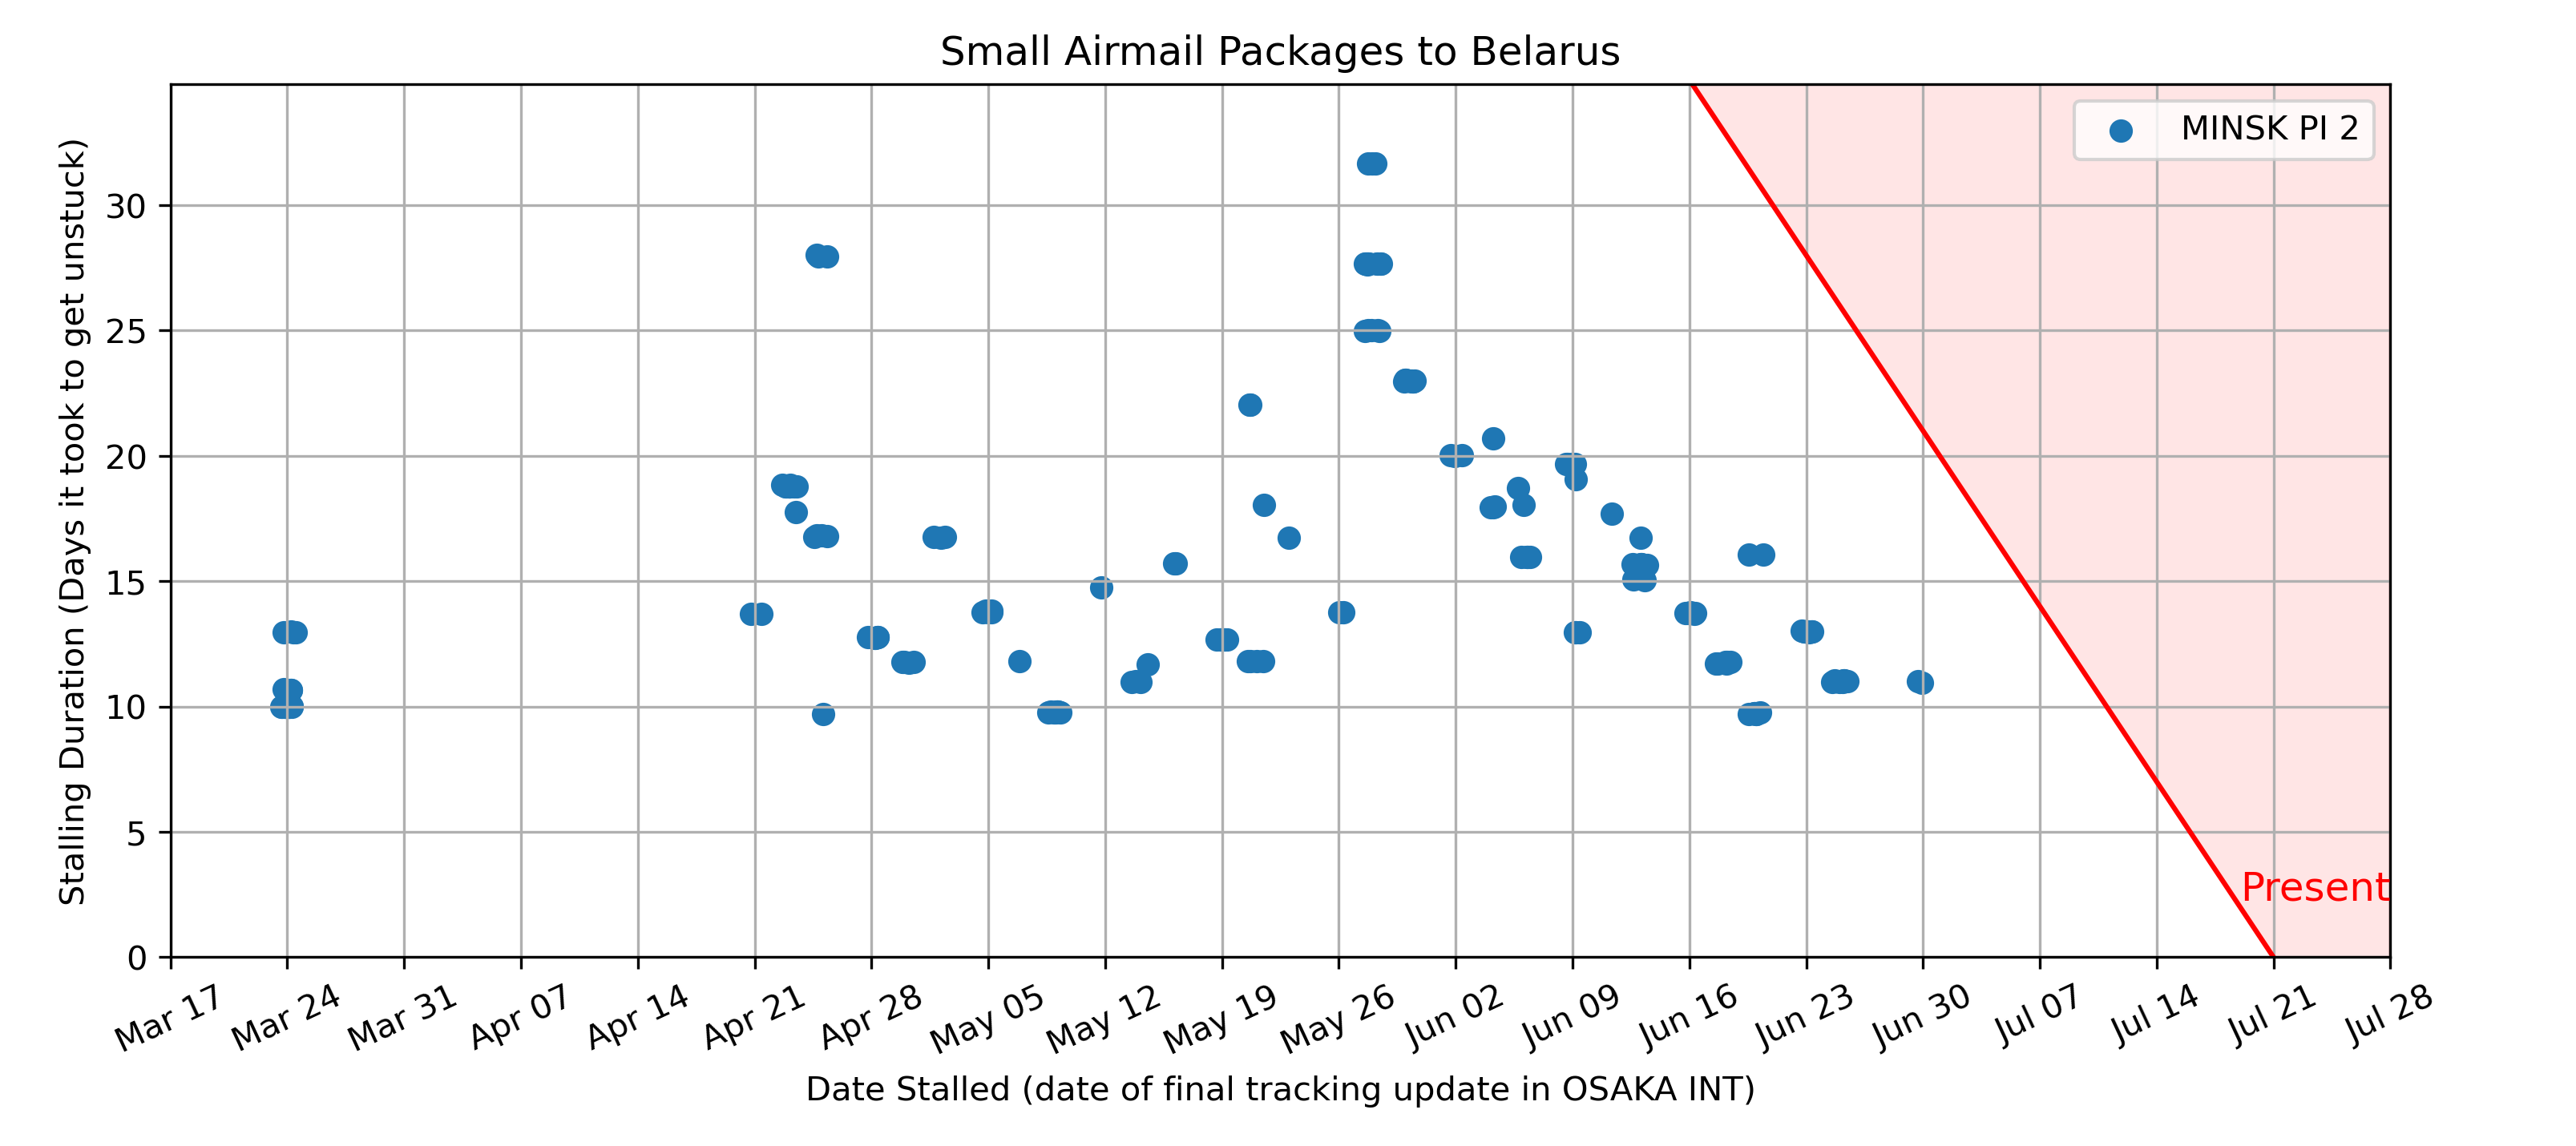 Small Airmail Packages to Belarus
MINSK PI 2
Stalling Duration (Days it took to get unstuck)
30
25
20
15
10
5
0
Present
Mar 17
Mar 24
Mar 31
Apr 07
Apr 14
Apr 21
Apr 28
May 05
May 12
May 19
May 26
Jun 02
Jun 09
Jun 16
Jun 23
Jun 30
Jul 07
Jul 14
Jul 21
Jul 28
Date Stalled (date of final tracking update in OSAKA INT)